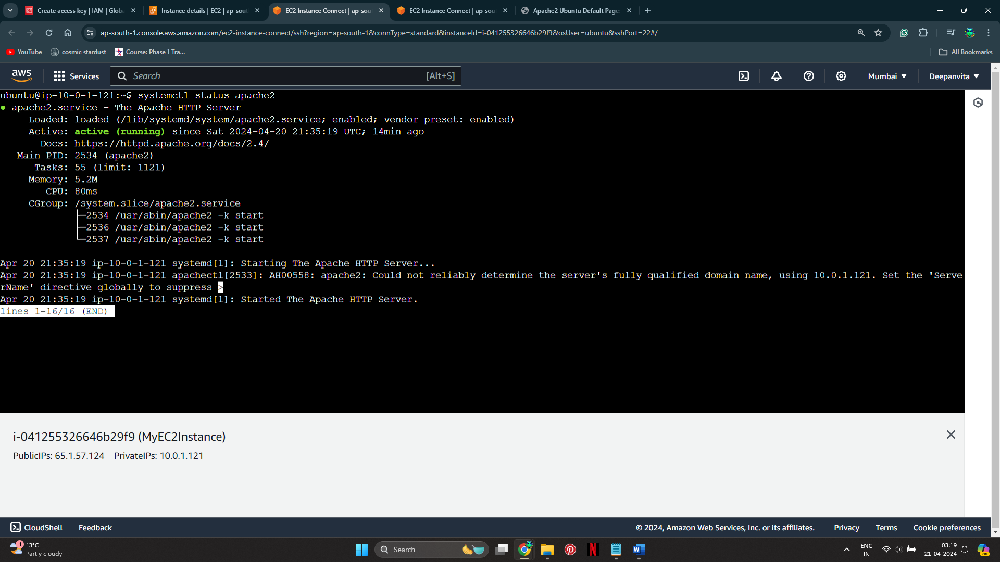 Create access key | IAM | Globa
Instance details | EC2 | ap-sout
EC2 Instance Connect | ap-sou
EC2 Instance Connect | ap-sou
Apache2 Ubuntu Default Page
ap-south-1.console.aws.amazon.com/ec2-instance-connect/ssh?region=ap-south-1&connType=standard&instanceId=i-041255326646b29f9&osUser=ubuntu&sshPort=22#/
YouTube
cosmic stardust
Course: Phase 1 Tra...
All Bookmarks
aws
Services
Search
[Alt+S]
Mumbai
Deepanvita
ubuntu@ip-10-0-1-121:~$ systemctl status apache2
● apache2.service - The Apache HTTP Server
Loaded: loaded (/lib/systemd/system/apache2.service; enabled; vendor preset: enabled)
Active: active (running) since Sat 2024-04-20 21:35:19 UTC; 14min ago
Docs: https://httpd.apache.org/docs/2.4/
Main PID: 2534 (apache2)
Tasks: 55 (limit: 1121)
Memory: 5.2M
CPU: 80ms
CGroup: /system.slice/apache2.service
├─2534 /usr/sbin/apache2 -k start
├─2536 /usr/sbin/apache2 -k start
└─2537 /usr/sbin/apache2 -k start
Apr 20 21:35:19 ip-10-0-1-121 systemd[1]: Starting The Apache HTTP Server...
Apr 20 21:35:19 ip-10-0-1-121 apachectl[2533]: AH00558: apache2: Could not reliably determine the server's fully qualified domain name, using 10.0.1.121. Set the 'Serve
rName' directive globally to suppress >
Apr 20 21:35:19 ip-10-0-1-121 systemd[1]: Started The Apache HTTP Server.
lines 1-16/16 (END)
i-041255326646b29f9 (MyEC2Instance)
PublicIPs: 65.1.57.124 PrivateIPs: 10.0.1.121
CloudShell
Feedback
© 2024, Amazon Web Services, Inc. or its affiliates.
Privacy
Terms
Cookie preferences
1
13°C
Partly cloudy
Search
N
W
ENG
IN
03:19
21-04-2024
PRE